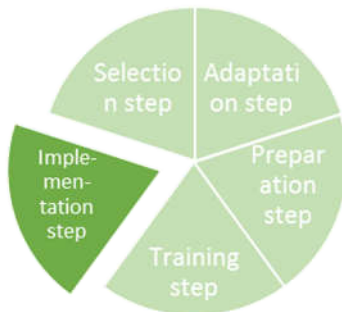 Selectio
n step
Adaptati
on step
Imple-
men-
tation
step
Prepar
ation
step
Training
step